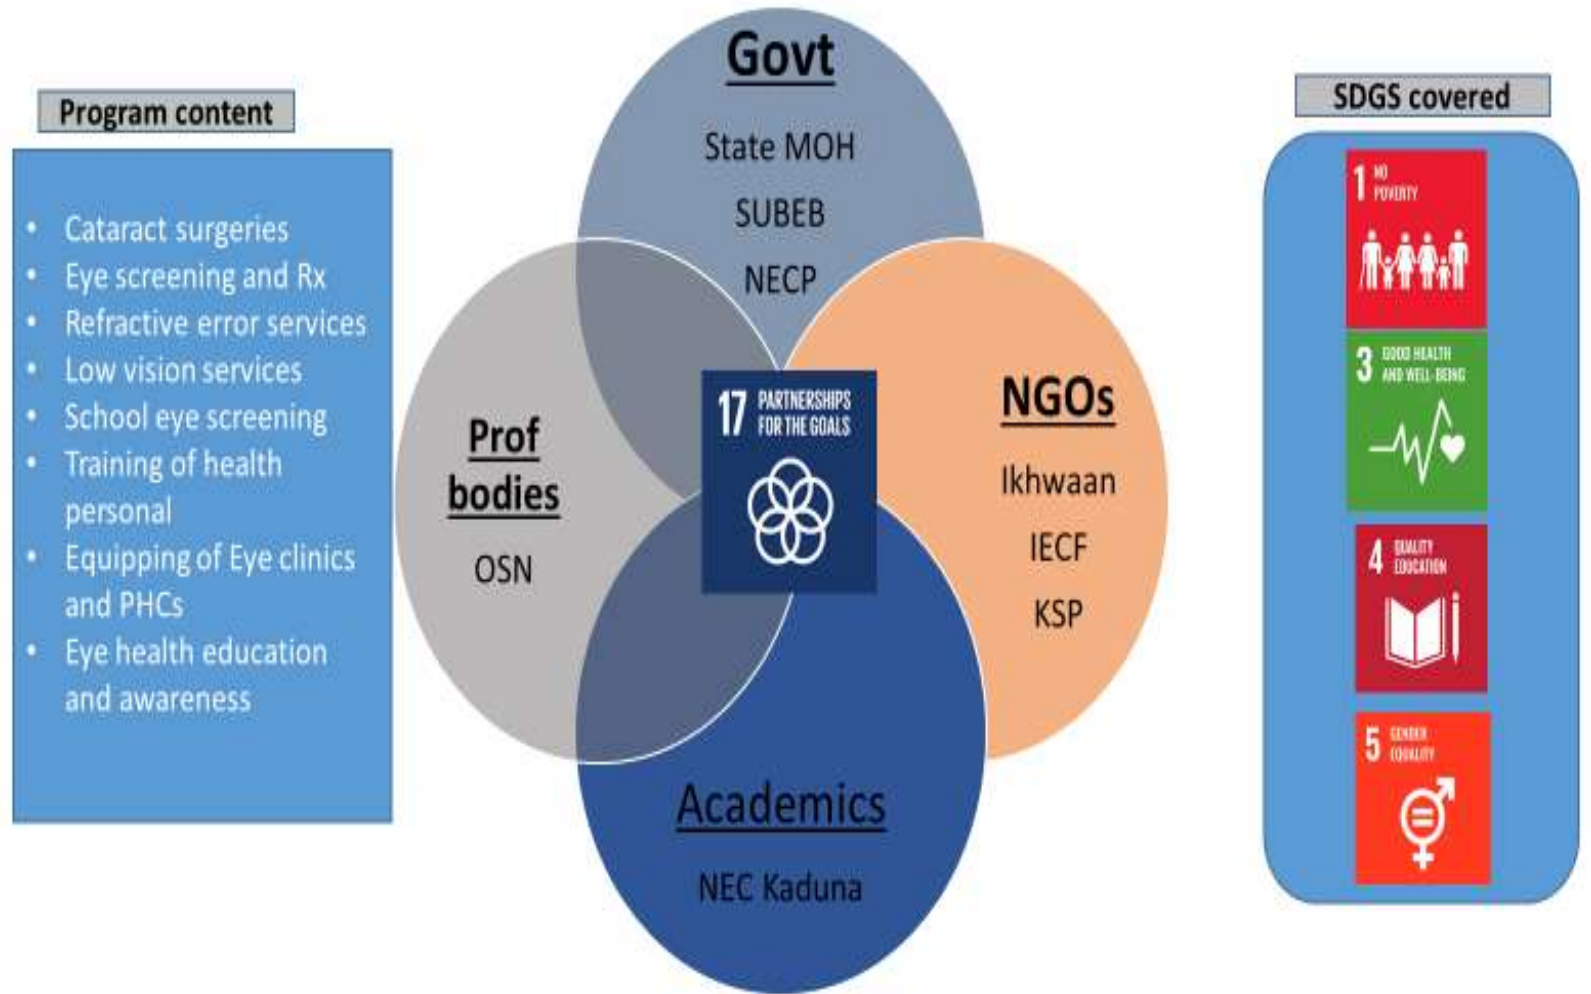 Program content
• Cataract surgeries
• Eye screening and Rx
• Refractive error services
• Low vision services
• School eye screening
• Training of health
personal
• Equipping of Eye clinics
and PHCs
• Eye health education
and awareness
Govt
State MOH
SUBEB
NECP
Prof
bodies
OSN
17 PARTNERSHIPS
FOR THE GOALS
NGOs
Ikhwaan
IECF
KSP
Academics
NEC Kaduna
SDGS covered
1 NO
POVERTY
3 GOOD HEALTH
AND WELL-BEING
4 QUALITY
EDUCATION
5 GENDER
EQUALITY